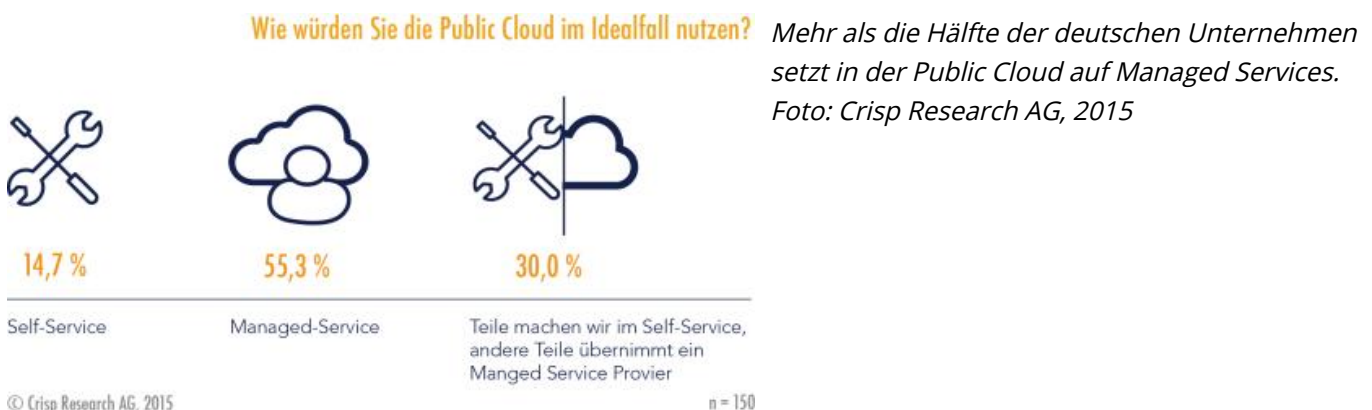 Wie würden Sie die Public Cloud im Idealfall nutzen?
Mehr als die Hälfte der deutschen Unternehmen
setzt in der Public Cloud auf Managed Services.
Foto: Crisp Research AG, 2015
14,7 %
55,3 %
30,0 %
Self-Service
Managed-Service
Teile machen wir im Self-Service,
andere Teile übernimmt ein
Manged Service Provier
© Crisp Research AG, 2015
n = 150